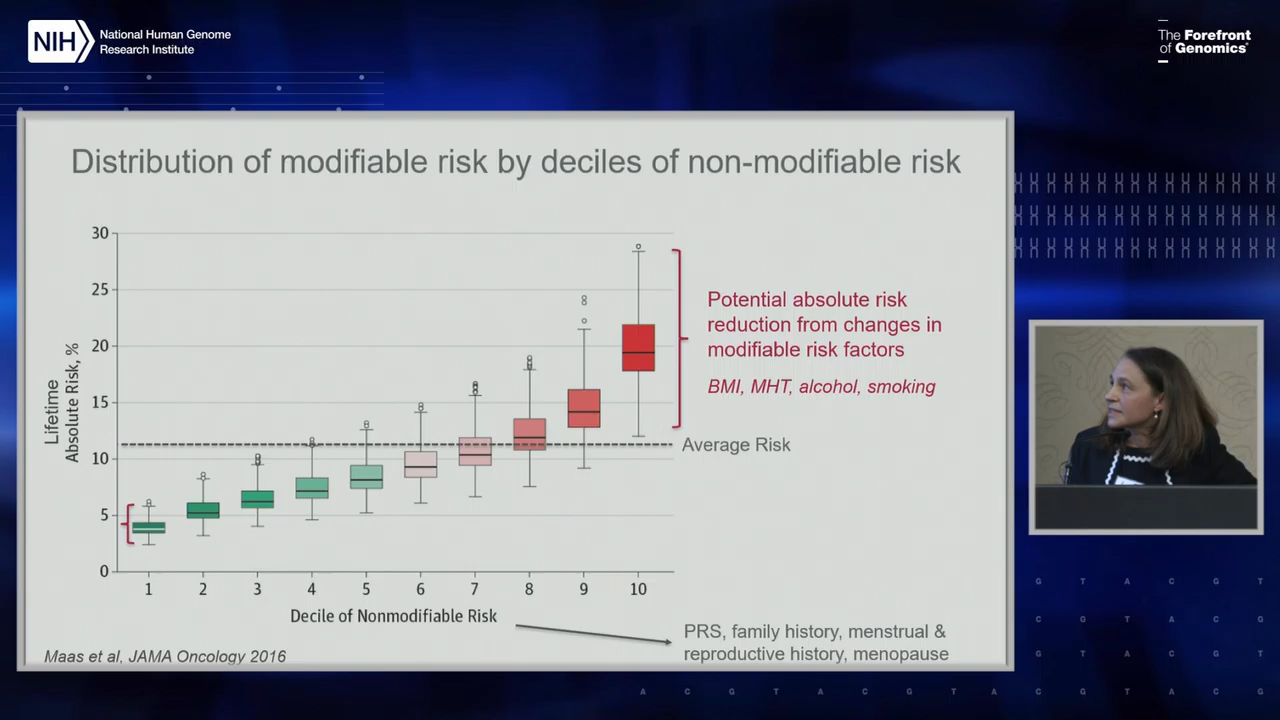 NIH
National Human Genome
Research Institute
The Forefront
of Genomics®
Distribution of modifiable risk by deciles of non-modifiable risk
Lifetime
Absolute Risk, %
30
25
20
15
10
5
0
1 2 3 4 5 6 7 8 9 10
Decile of Nonmodifiable Risk
Potential absolute risk
reduction from changes in
modifiable risk factors
BMI, MHT, alcohol, smoking
Average Risk
PRS, family history, menstrual &
reproductive history, menopause
Maas et al, JAMA Oncology 2016
G T A C G T
C G T A C G
G T A C G T
A C G T A C G T A C G T A C G